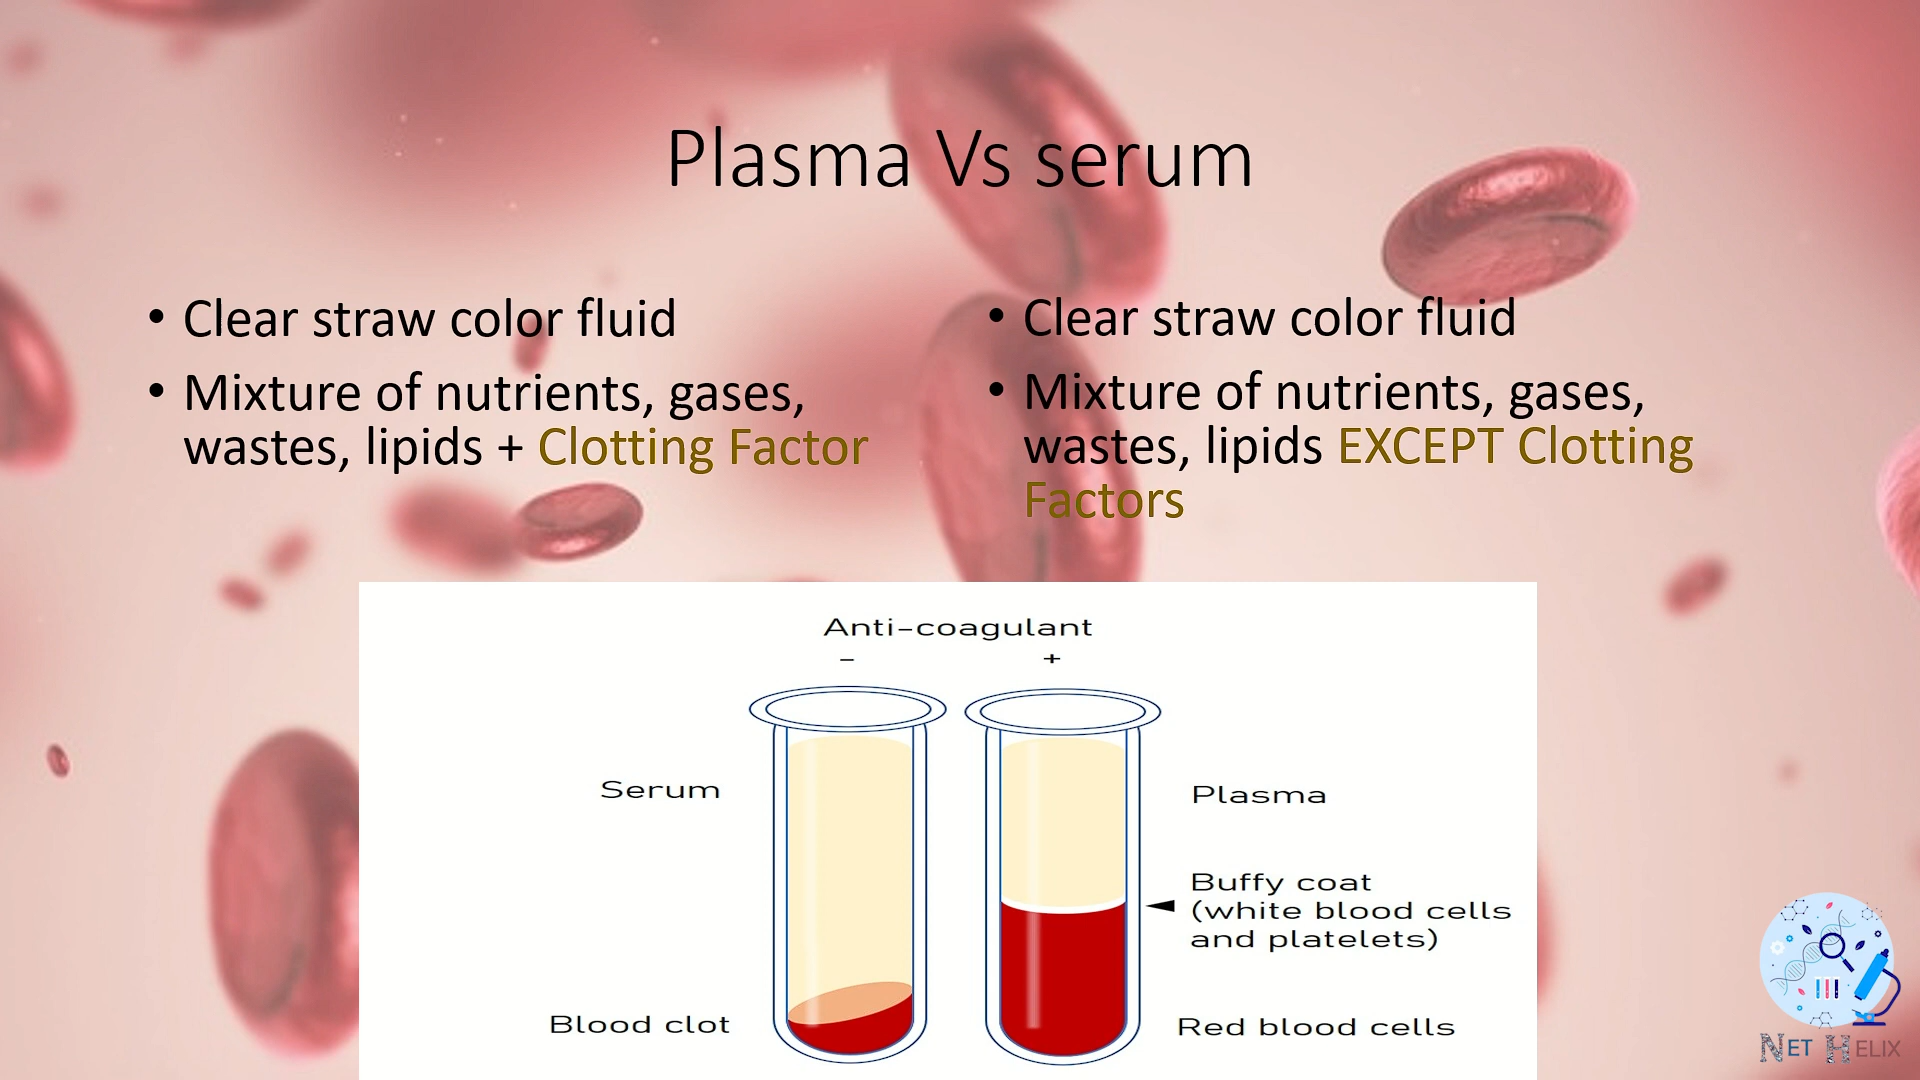 Plasma Vs serum
• Clear straw color fluid
• Mixture of nutrients, gases,
wastes, lipids + Clotting Factor
• Clear straw color fluid
• Mixture of nutrients, gases,
wastes, lipids EXCEPT Clotting
Factors
Anti-coagulant
- +
Serum
Blood clot
Plasma
Buffy coat
(white blood cells
and platelets)
Red blood cells
NET HELIX